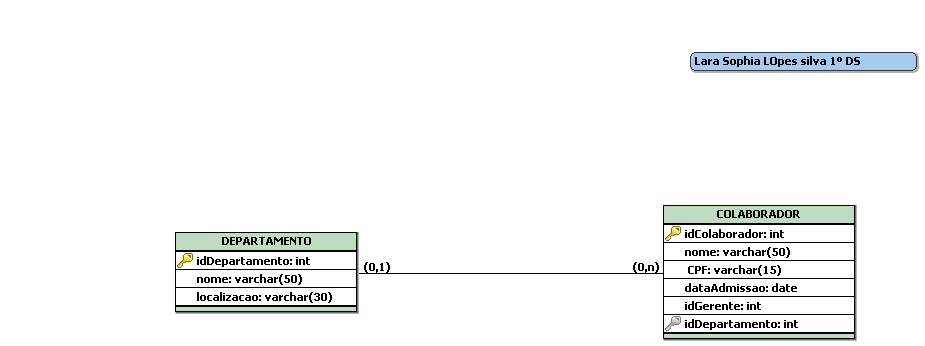 Lara Sophia LOpes silva 1º DS
DEPARTAMENTO
idDepartamento: int
nome: varchar(50)
localizacao: varchar(30)
(0,1)
(0,n)
COLABORADOR
idColaborador: int
nome: varchar(50)
CPF: varchar(15)
dataAdmissao: date
idGerente: int
idDepartamento: int